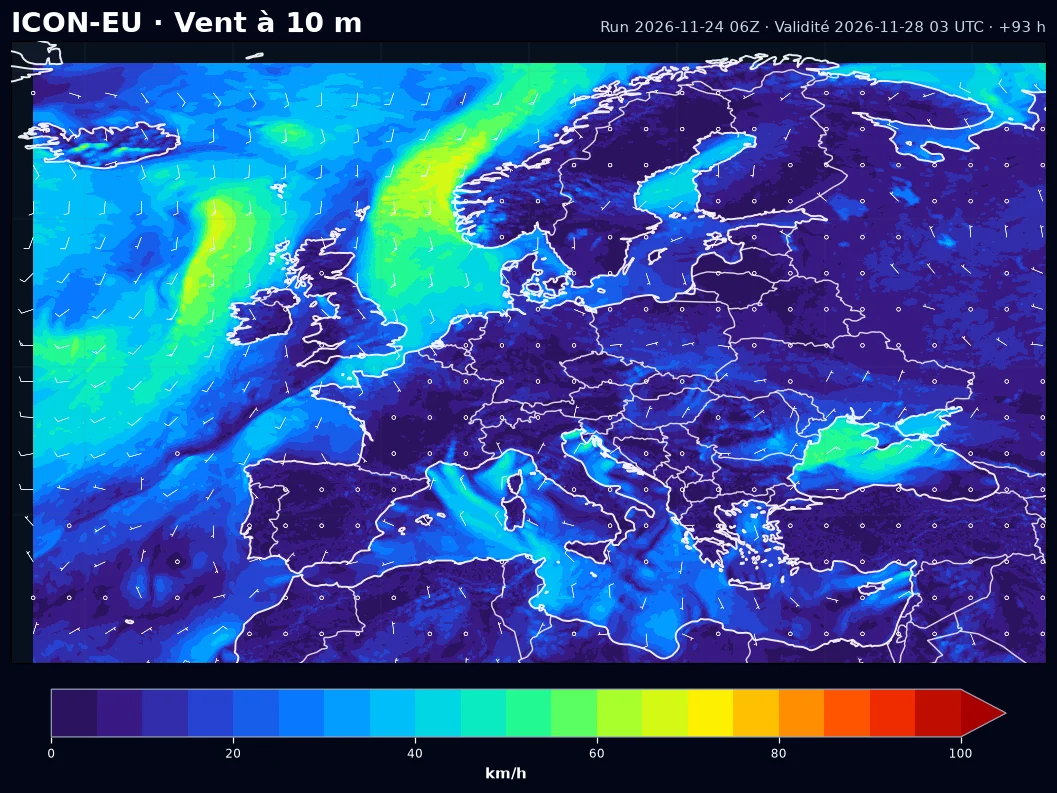 ICON-EU · Vent à 10 m
Run 2026-11-24 06Z · Validité 2026-11-28 03 UTC · +93 h
0 20 40 60 80 100
km/h